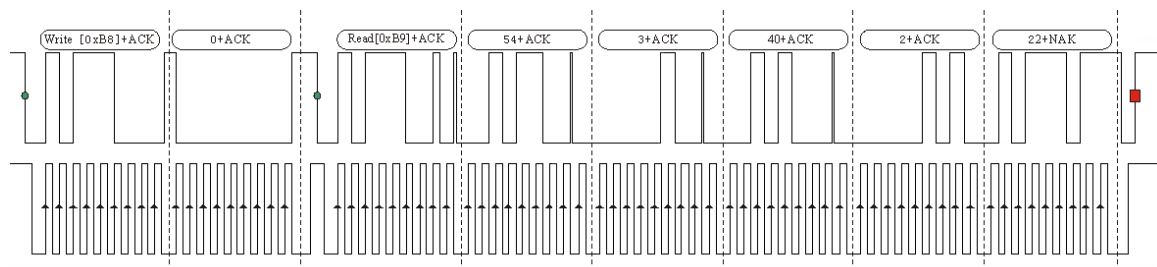 Write [0xB8]+ACK
0+ACK
Read[0xB9]+ACK
54+ACK
3+ACK
40+ACK
2+ACK
22+NAK